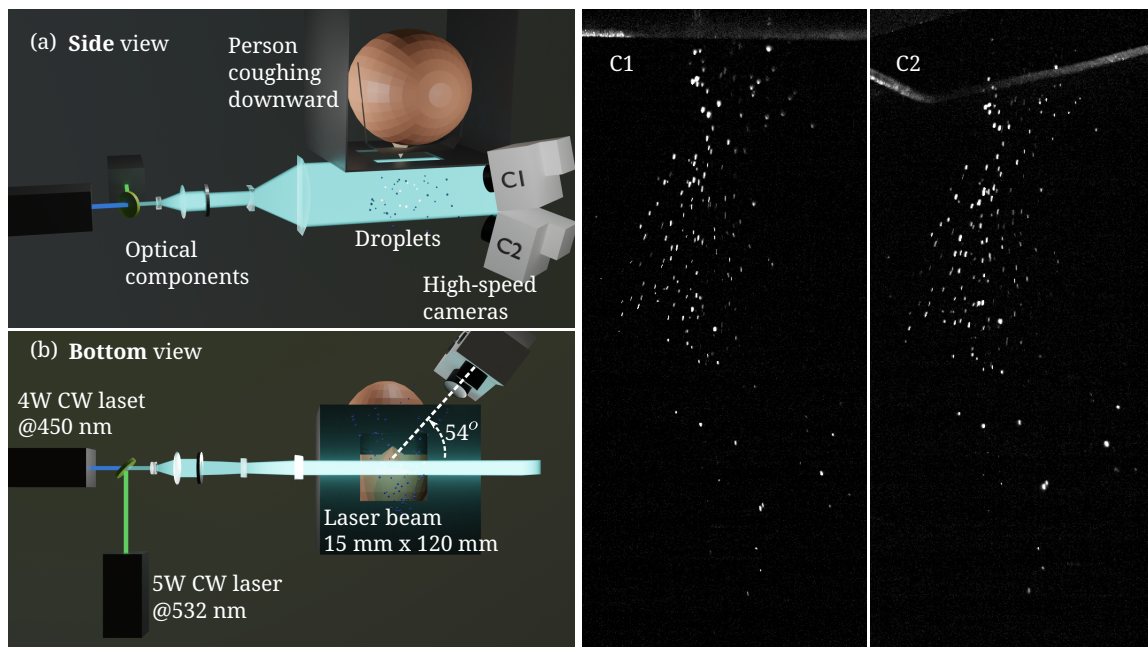 (a) Side view
Person
coughing
downward
C1
C2
Optical
components
Droplets
High-speed
cameras
(b) Bottom view
4W CW laset
@450 nm
54°
Laser beam
15 mm x 120 mm
5W CW laser
@532 nm
C1
C2